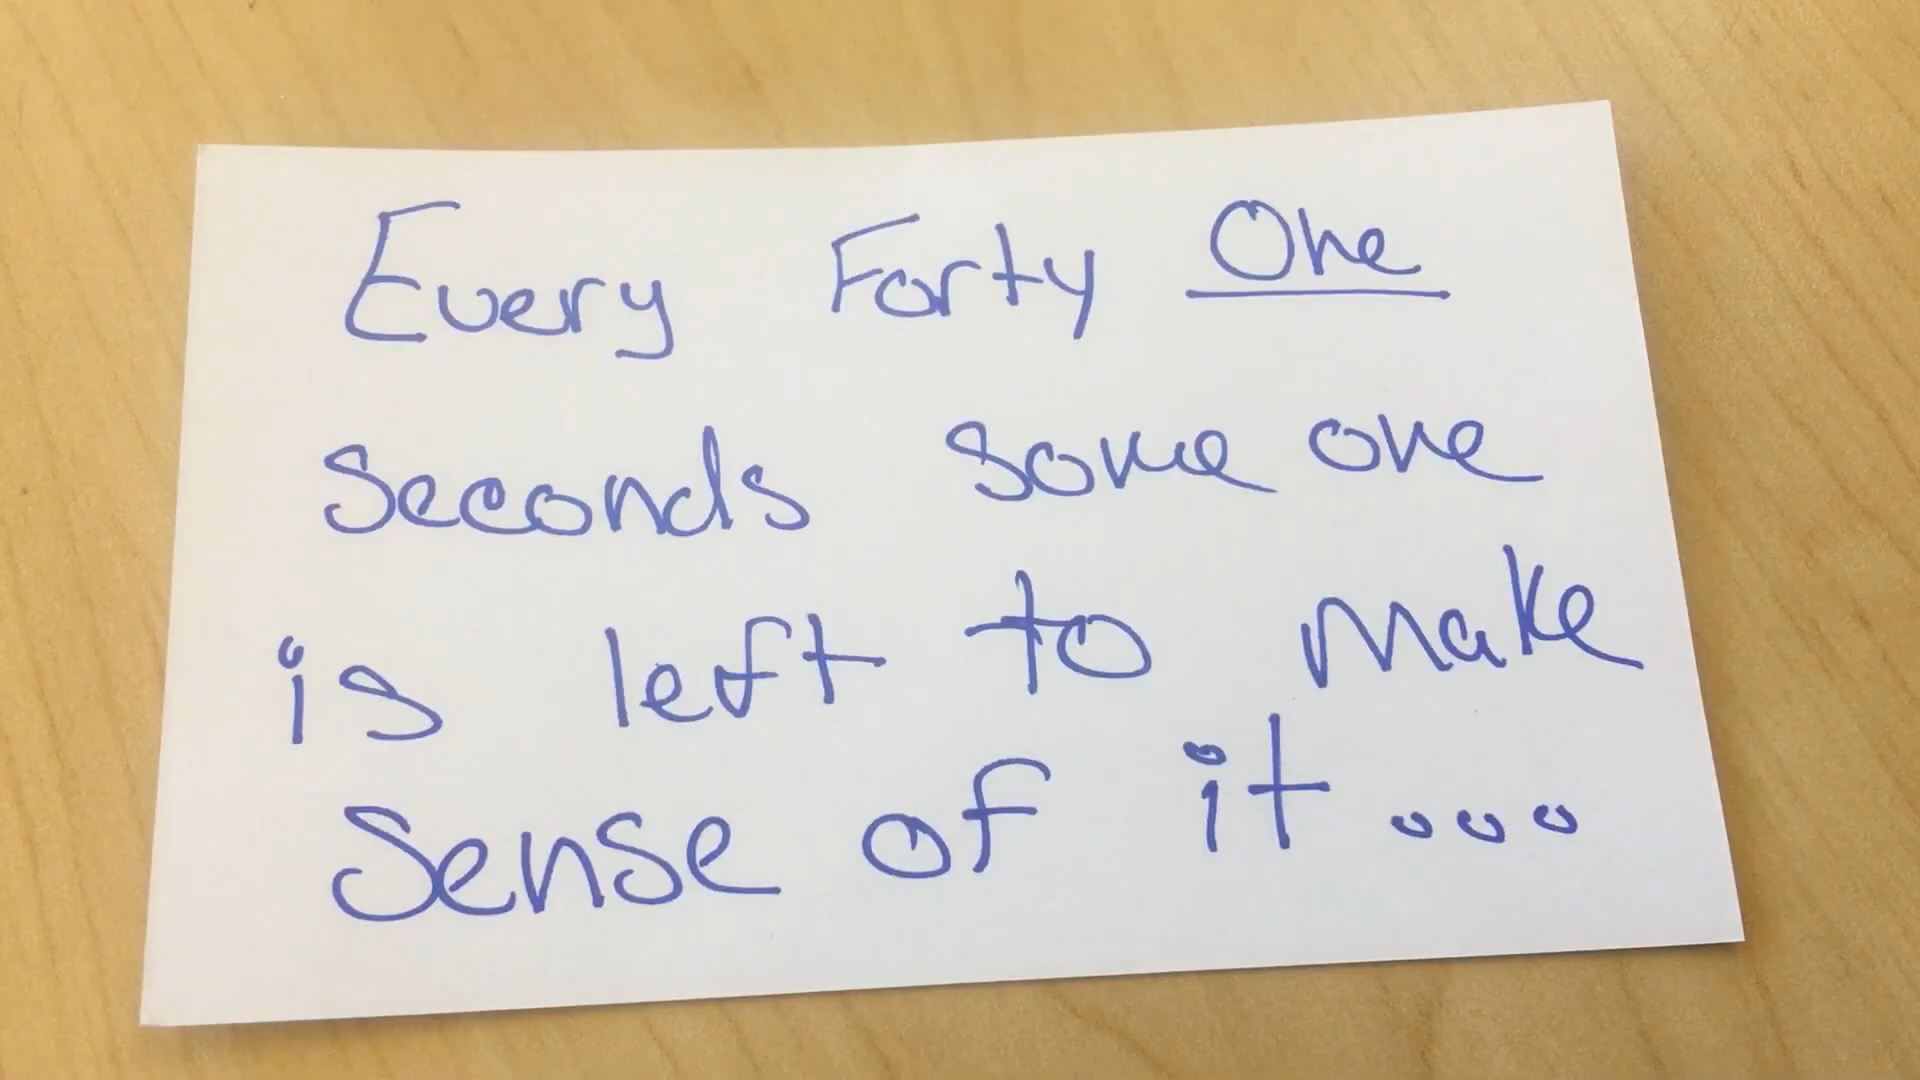 Every Forty One
Seconds some one
is left to make
Sense of it...